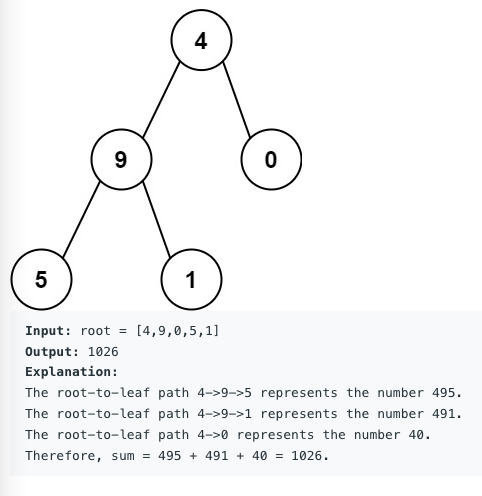 4
9 0
5 1
Input: root = [4,9,0,5,1]
Output: 1026
Explanation:
The root-to-leaf path 4->9->5 represents the number 495.
The root-to-leaf path 4->9->1 represents the number 491.
The root-to-leaf path 4->0 represents the number 40.
Therefore, sum = 495 + 491 + 40 = 1026.